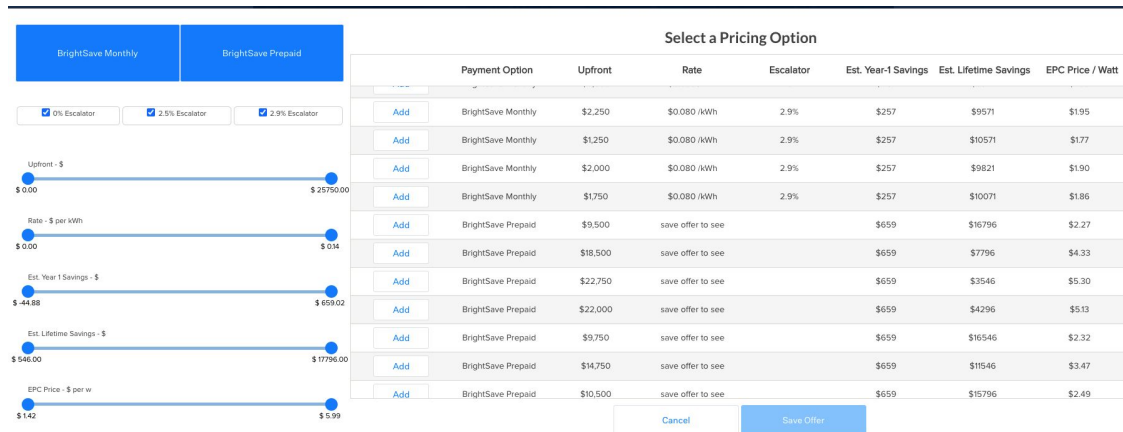 BrightSave Monthly BrightSave Prepaid
0% Escalator 2.5% Escalator 2.9% Escalator
Upfront - $
$ 0.00 $ 25750.00
Rate - $ per kWh
$ 0.00 $ 0.14
Est. Year 1 Savings - $
$ -44.88 $ 659.02
Est. Lifetime Savings - $
$ 546.00 $ 17796.00
EPC Price - $ per w
$ 1.42 $ 5.99
Select a Pricing Option
Payment Option Upfront Rate Escalator Est. Year-1 Savings Est. Lifetime Savings EPC Price / Watt
Add BrightSave Monthly $2,250 $0.080 /kWh 2.9% $257 $9571 $1.95
Add BrightSave Monthly $1,250 $0.080 /kWh 2.9% $257 $10571 $1.77
Add BrightSave Monthly $2,000 $0.080 /kWh 2.9% $257 $9821 $1.90
Add BrightSave Monthly $1,750 $0.080 /kWh 2.9% $257 $10071 $1.86
Add BrightSave Prepaid $9,500 save offer to see $659 $16796 $2.27
Add BrightSave Prepaid $18,500 save offer to see $659 $7796 $4.33
Add BrightSave Prepaid $22,750 save offer to see $659 $3546 $5.30
Add BrightSave Prepaid $22,000 save offer to see $659 $4296 $5.13
Add BrightSave Prepaid $9,750 save offer to see $659 $16546 $2.32
Add BrightSave Prepaid $14,750 save offer to see $659 $11546 $3.47
Add BrightSave Prepaid $10,500 save offer to see $659 $15796 $2.49
Cancel Save Offer